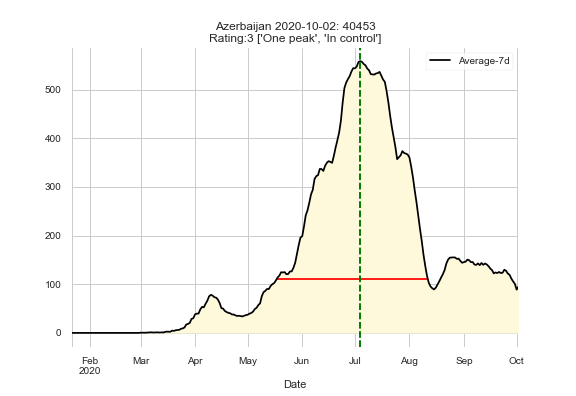 Azerbaijan 2020-10-02: 40453
Rating:3 ['One peak', 'In control']
Average-7d
500
400
300
200
100
0
Feb Mar Apr May Jun Jul Aug Sep Oct
2020
Date